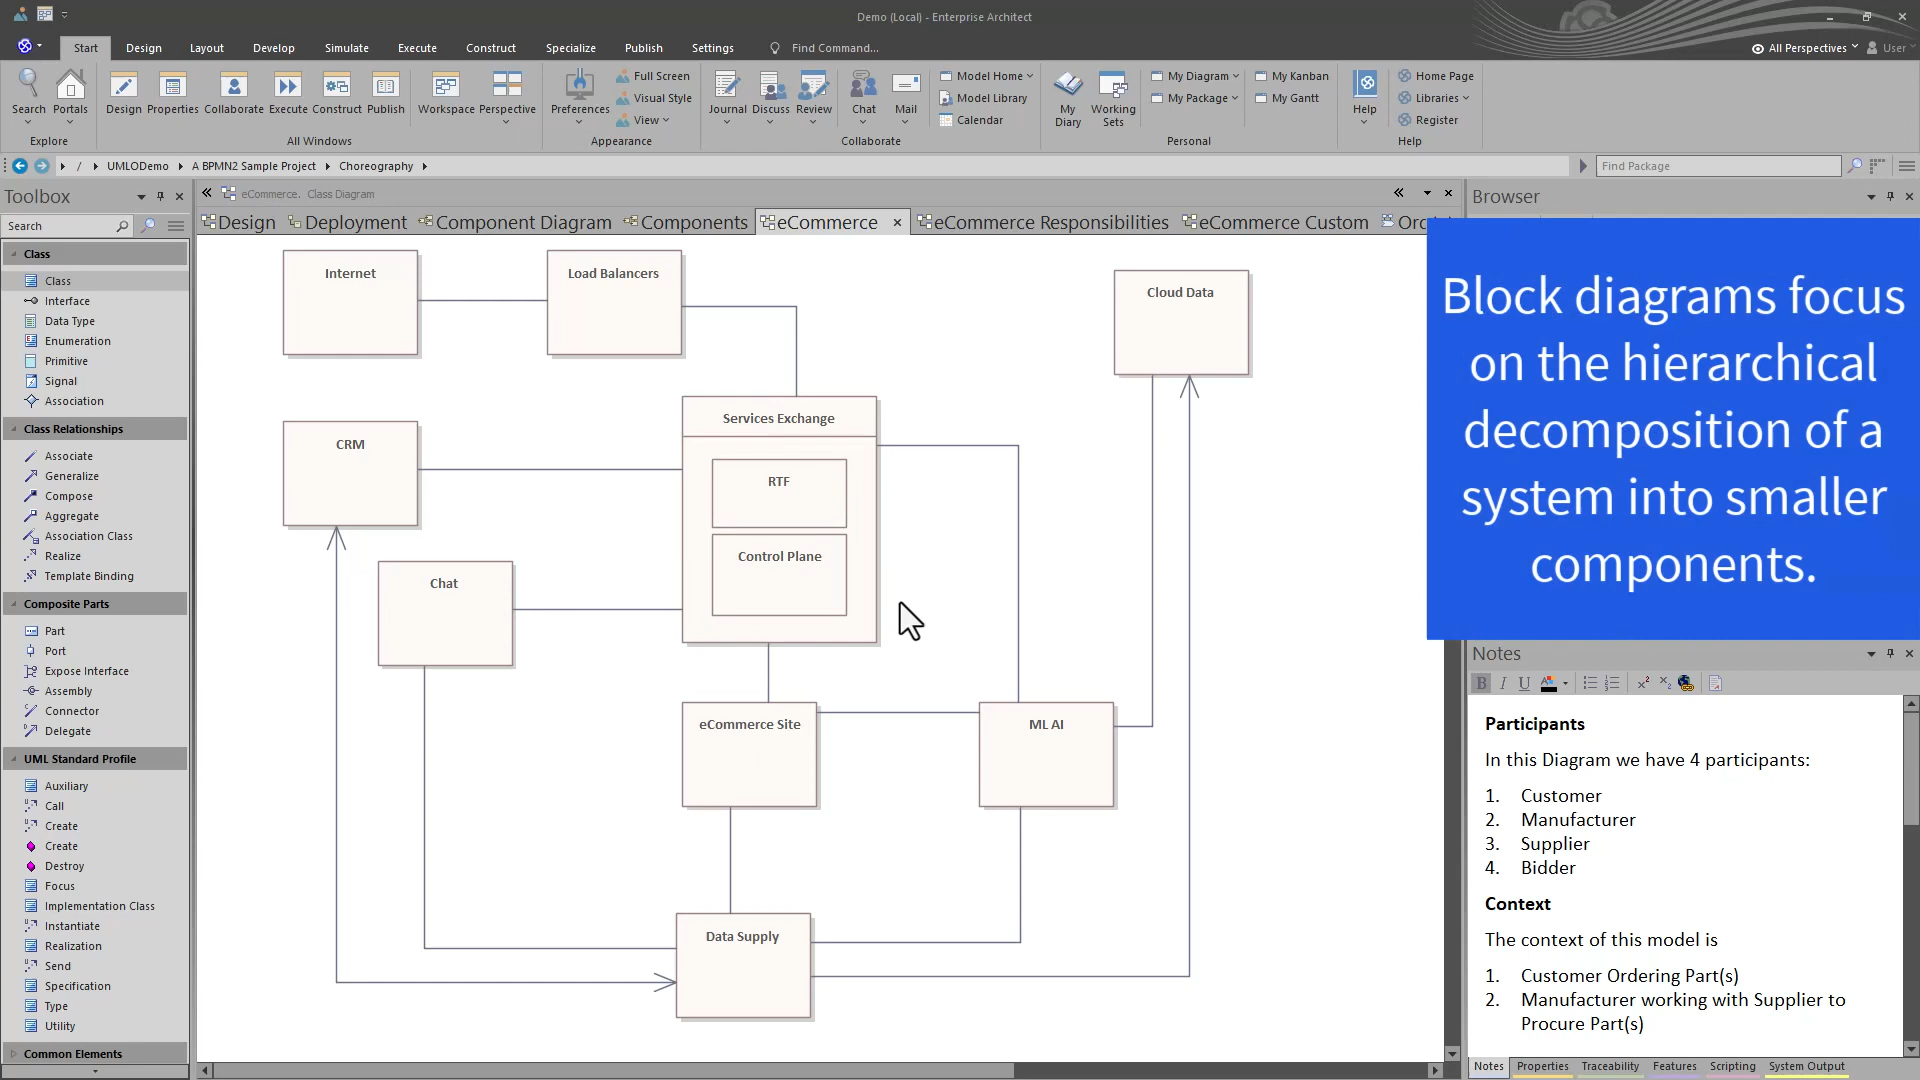 Demo (Local) - Enterprise Architect
Start
Design
Layout
Develop
Simulate
Execute
Construct
Specialize
Publish
Settings
Find Command...
All Perspectives
User
Search
Portals
Explore
Design
Properties
Collaborate
Execute
Construct
Publish
All Windows
Workspace
Perspective
Preferences
Full Screen
Visual Style
View
Appearance
Journal
Discuss
Review
Chat
Mail
Model Home
Model Library
Calendar
Collaborate
My Diary
Working Sets
My Diagram
My Package
My Kanban
My Gantt
Personal
Help
Home Page
Libraries
Register
Help
/ UMLODemo A BPMN2 Sample Project Choreography
Find Package
Toolbox
Search
Class
Class
Interface
Data Type
Enumeration
Primitive
Signal
Association
Class Relationships
Associate
Generalize
Compose
Aggregate
Association Class
Realize
Template Binding
Composite Parts
Part
Port
Expose Interface
Assembly
Connector
Delegate
UML Standard Profile
Auxiliary
Call
Create
Create
Destroy
Focus
Implementation Class
Instantiate
Realization
Send
Specification
Type
Utility
Common Elements
eCommerce. Class Diagram
Design
Deployment
Component Diagram
Components
eCommerce
eCommerce Responsibilities
eCommerce Custom
Internet
Load Balancers
Cloud Data
Services Exchange
CRM
RTF
Control Plane
Chat
eCommerce Site
ML AI
Data Supply
Browser
Block diagrams focus
on the hierarchical
decomposition of a
system into smaller
components.
Notes
B I U A
Participants
In this Diagram we have 4 participants:
1. Customer
2. Manufacturer
3. Supplier
4. Bidder
Context
The context of this model is
1. Customer Ordering Part(s)
2. Manufacturer working with Supplier to
Procure Part(s)
Notes
Properties
Traceability
Features
Scripting
System Output